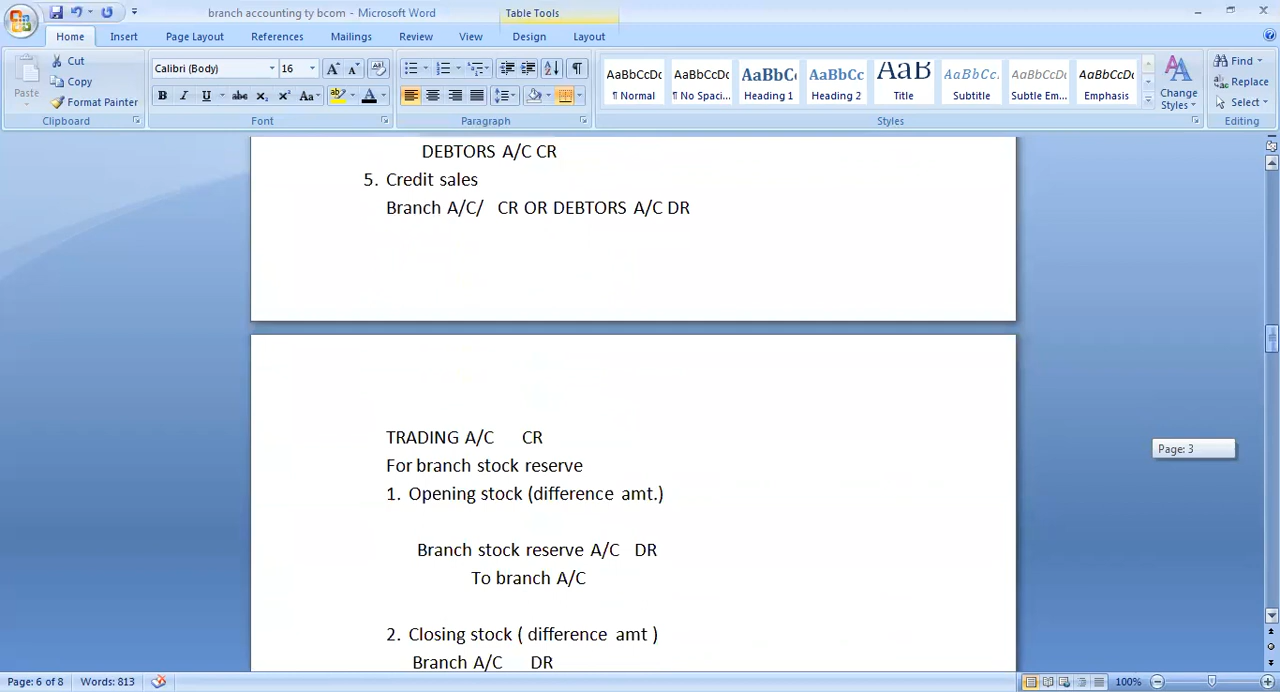 branch accounting ty bcom - Microsoft Word
Table Tools
Home Insert Page Layout References Mailings Review View Design Layout
Paste
Cut
Copy
Format Painter
Clipboard
Calibri (Body) 16
Font
Paragraph
AaBbCcDc AaBbCcDc AaBbCc AaBbCc AaB AaBbCc. AaBbCcDc AaBbCcDc
¶ Normal ¶ No Spaci... Heading 1 Heading 2 Title Subtitle Subtle Em... Emphasis
Change Styles
Styles
Find
Replace
Select
Editing
DEBTORS A/C CR
5. Credit sales
Branch A/C/ CR OR DEBTORS A/C DR
TRADING A/C CR
For branch stock reserve
1. Opening stock (difference amt.)
Branch stock reserve A/C DR
To branch A/C
2. Closing stock ( difference amt )
Branch A/C DR
Page: 3
Page: 6 of 8 Words: 813 100%